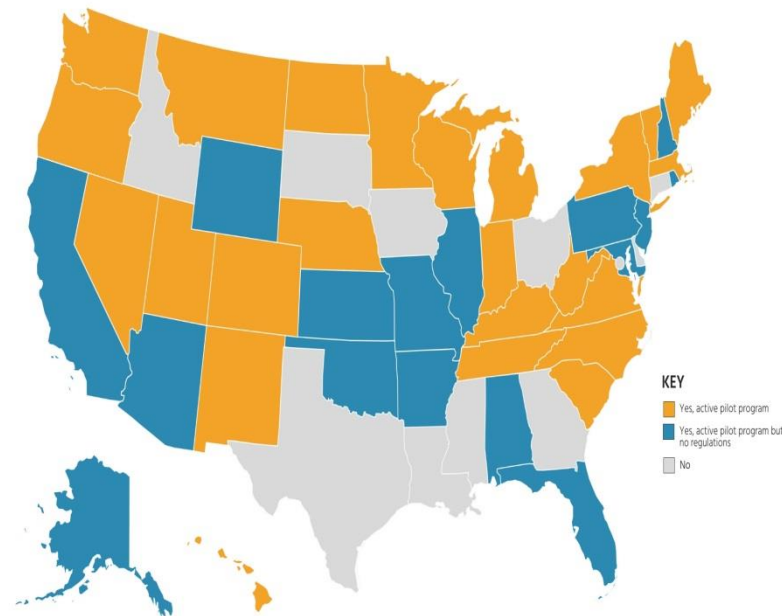 KEY
Yes, active pilot program
Yes, active pilot program but
no regulations
No